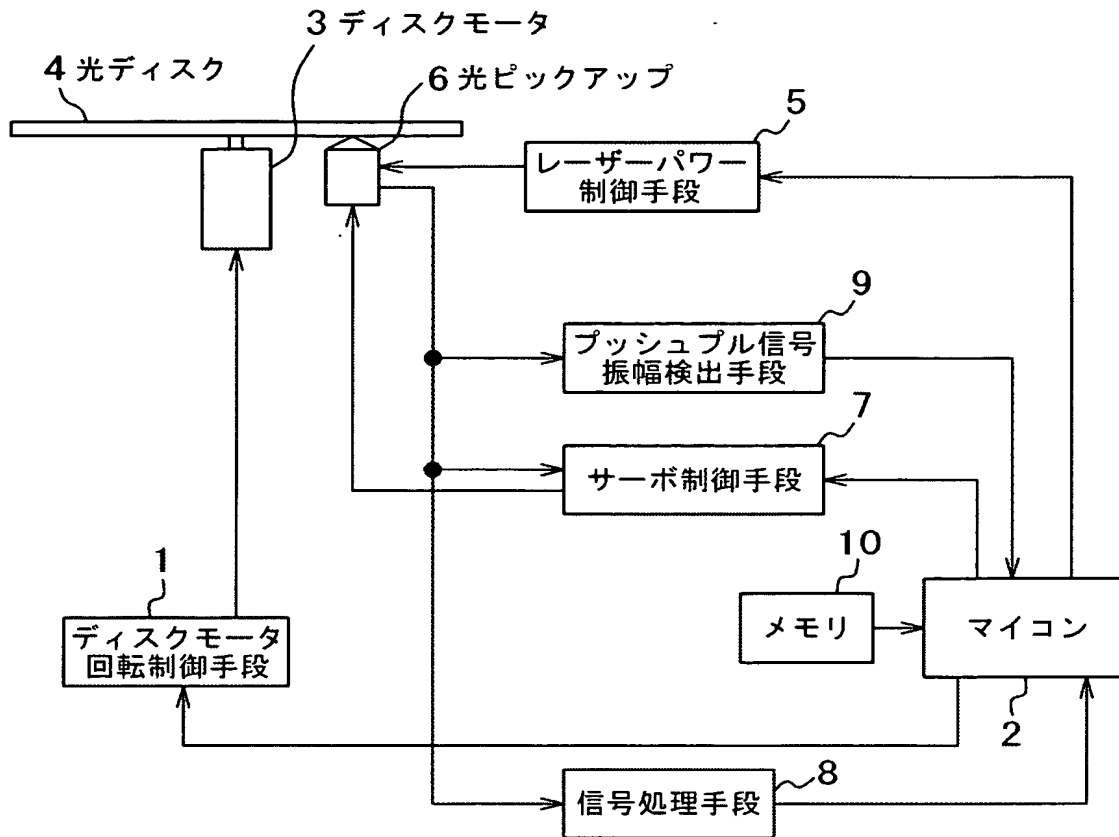 3 ディスクモータ
4 光ディスク
6 光ピックアップ
5
レーザーパワー
制御手段
9
プッシュプル信号
振幅検出手段
7
サーボ制御手段
1
ディスクモータ
回転制御手段
10
メモリ
マイコン
2
8
信号処理手段